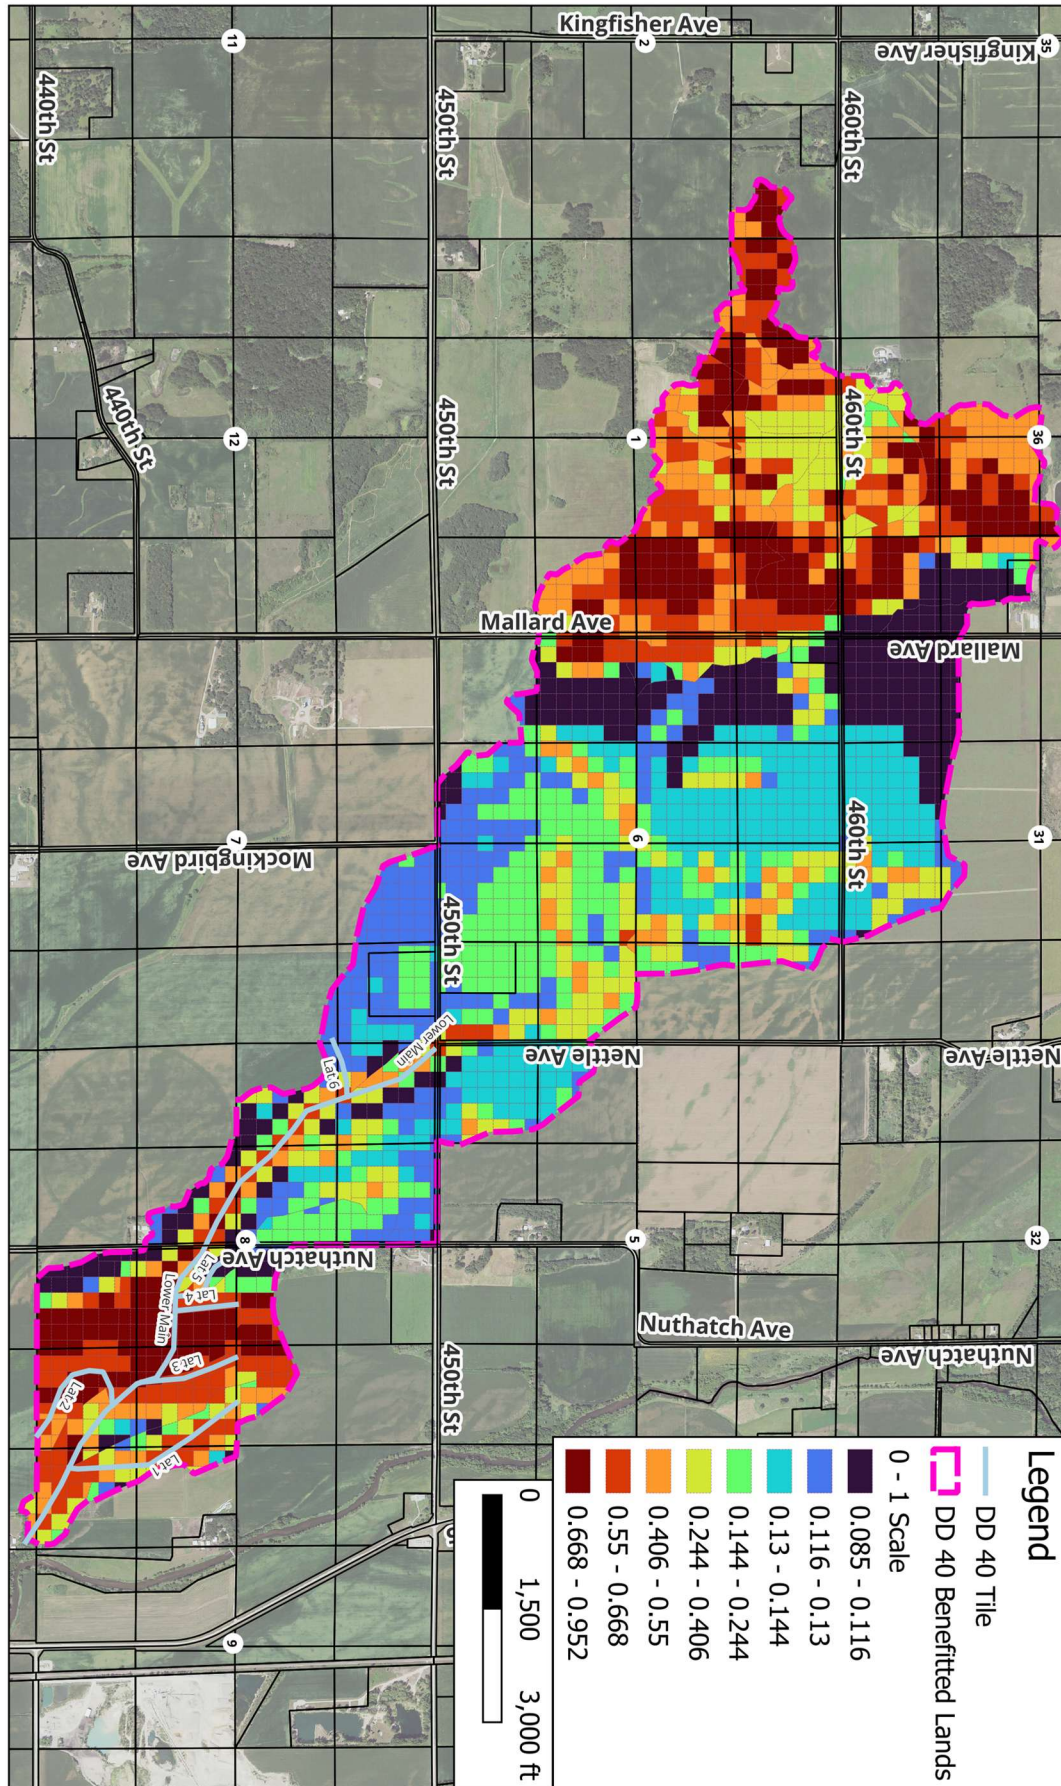 Kingfisher Ave
Kingfisher Ave
11
2
35
440th St
450th St
460th St
440th St
450th St
460th St
12
1
36
Mallard Ave
Mallard Ave
Mockingbird Ave
7
6
31
450th St
460th St
Lower Main
Lat 6
Nettle Ave
Nettle Ave
Nuthatch Ave
8
5
32
Lat 5
Lat 4
Lower Main
Lat 3
Lat 2
Lat 1
Nuthatch Ave
Nuthatch Ave
450th St
9
Legend
DD 40 Tile
DD 40 Benefitted Lands
0 - 1 Scale
0.085 - 0.116
0.116 - 0.13
0.113 - 0.144
0.144 - 0.244
0.244 - 0.406
0.406 - 0.55
0.55 - 0.668
0.668 - 0.952
0 1,500 3,000 ft